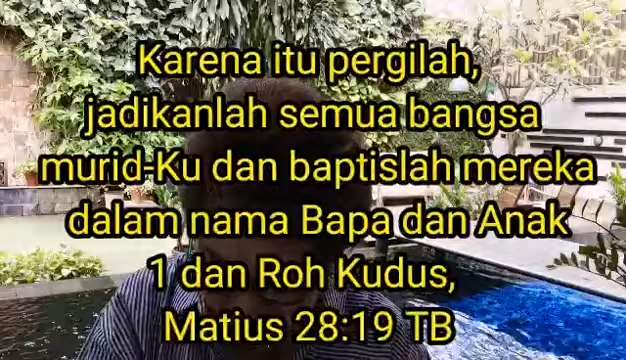 Karena itu pergilah,
jadikanlah semua bangsa
murid-Ku dan baptislah mereka
dalam nama Bapa dan Anak
1 dan Roh Kudus,
Matius 28:19 TB